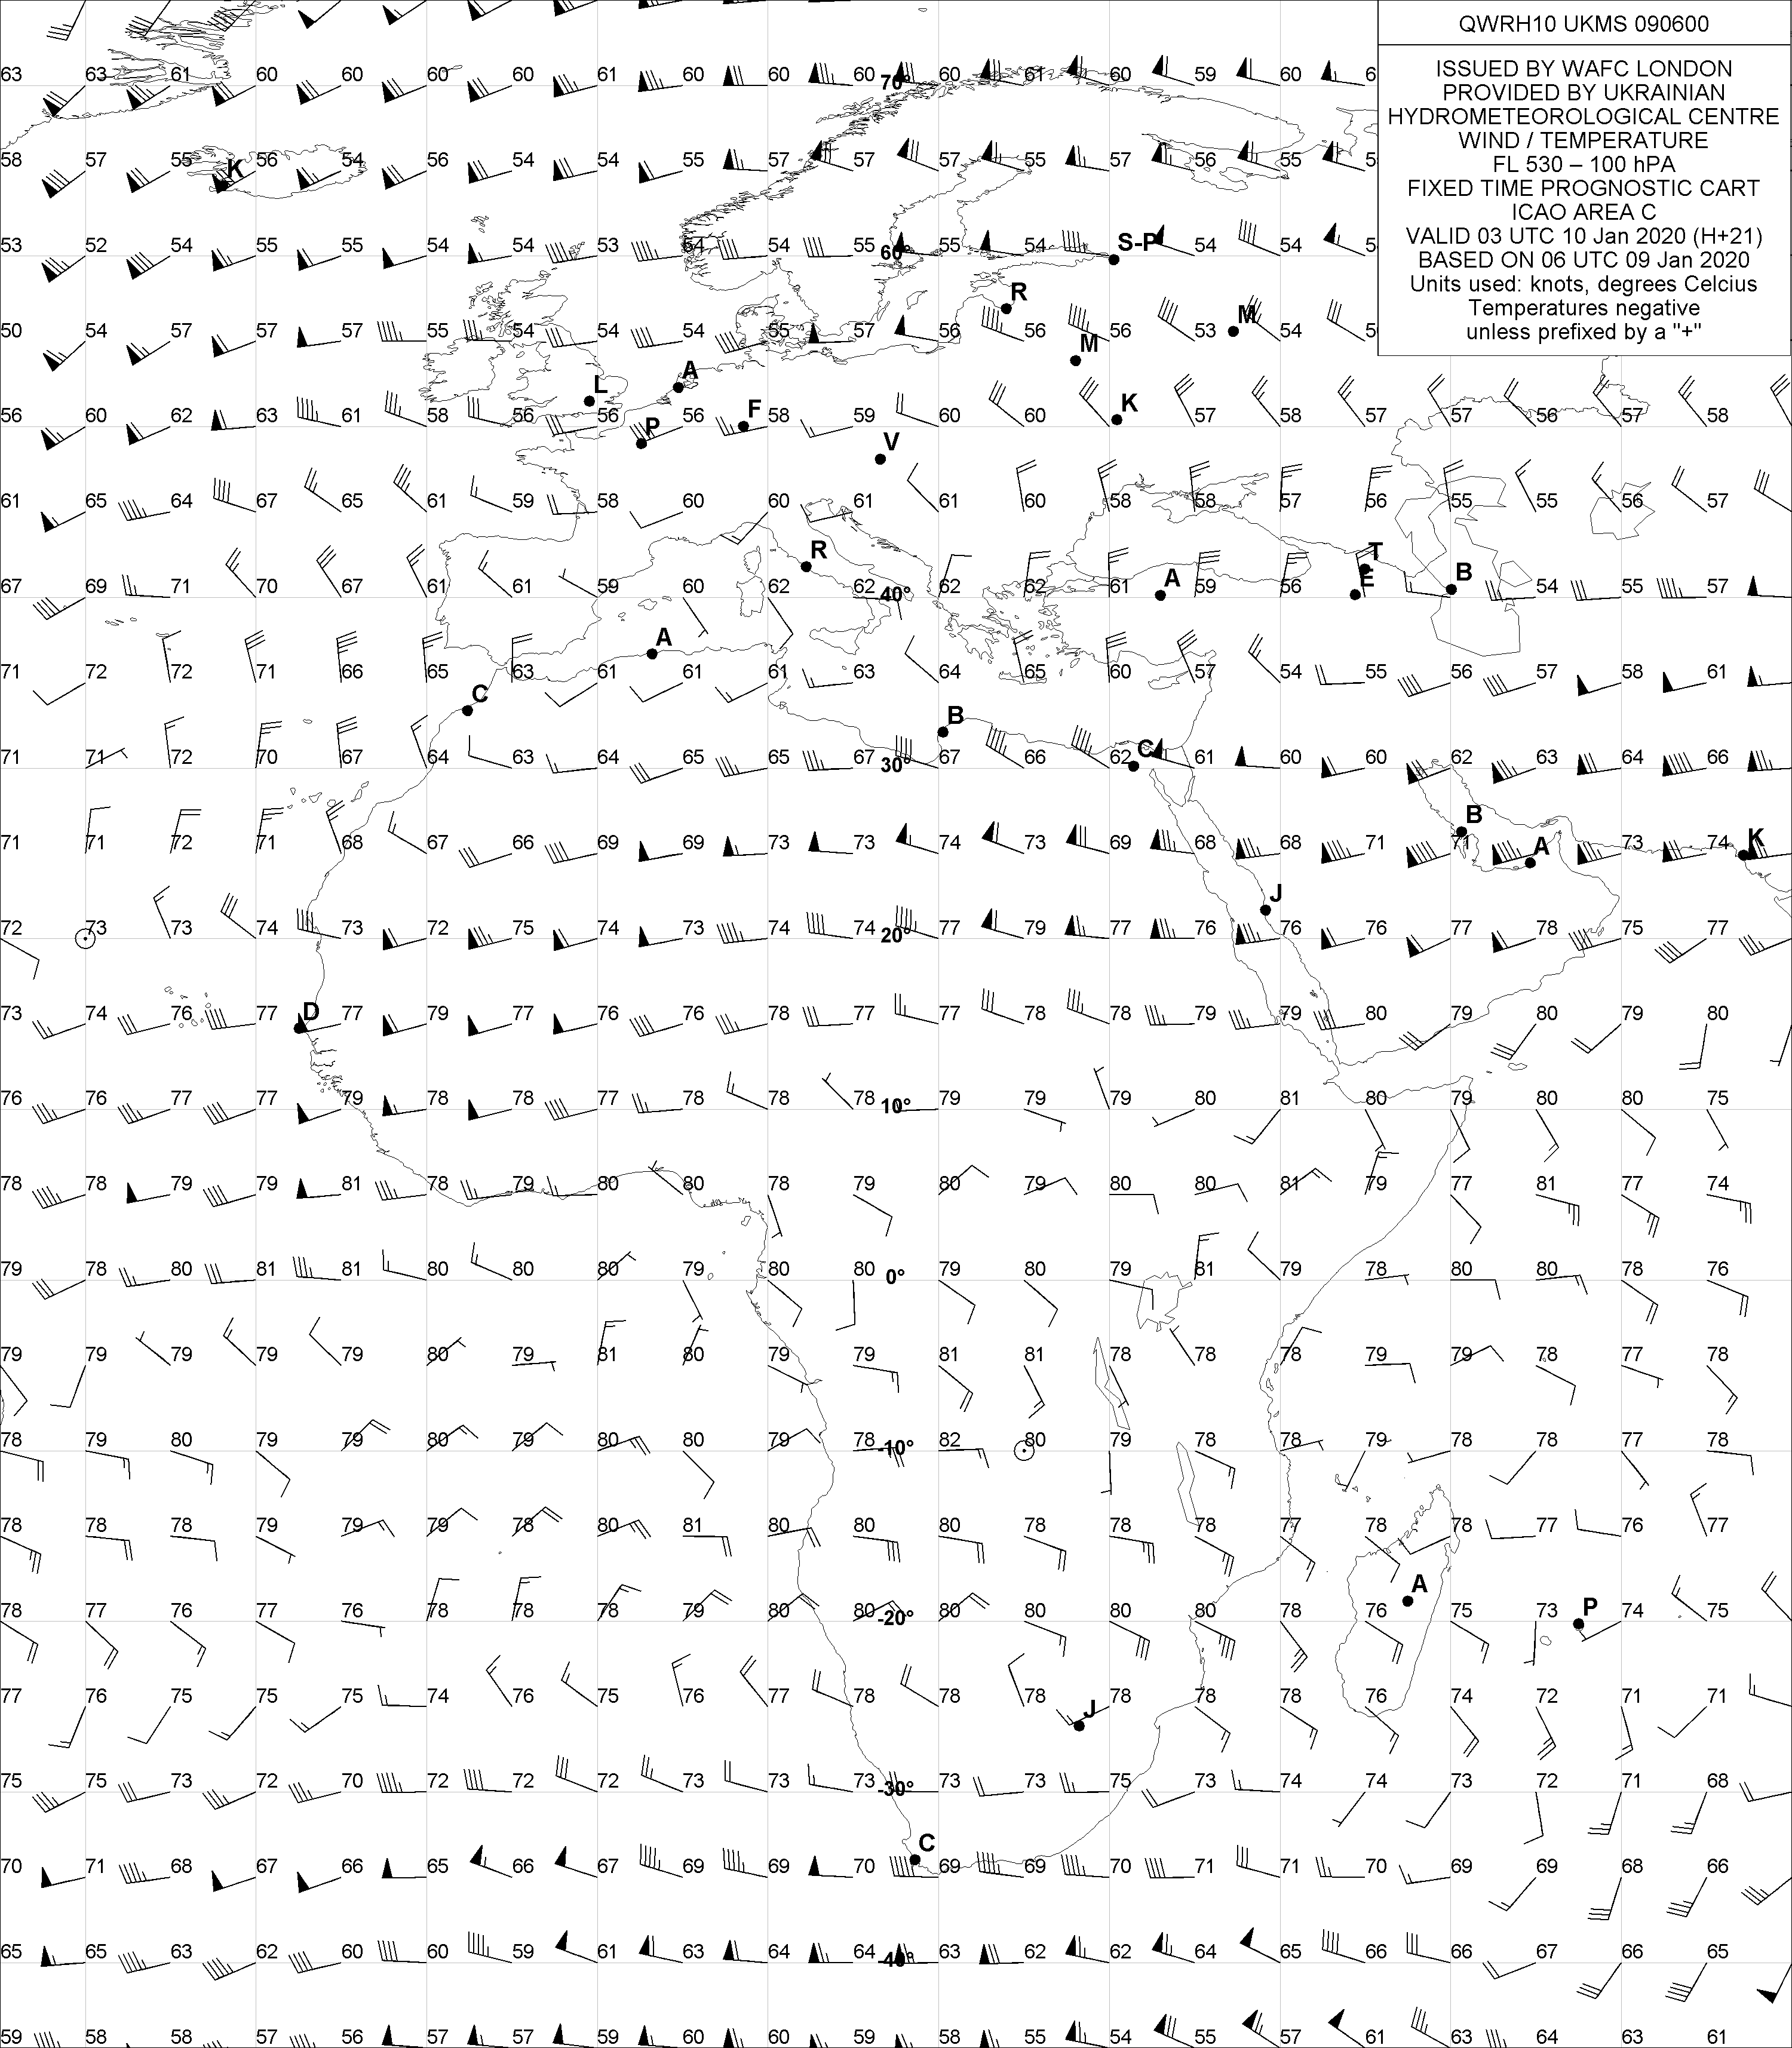 QWRH10 UKMS 090600
ISSUED BY WAFC LONDON
PROVIDED BY UKRAINIAN
HYDROMETEOROLOGICAL CENTRE
WIND / TEMPERATURE
FL 530 – 100 hPA
FIXED TIME PROGNOSTIC CART
ICAO AREA C
VALID 03 UTC 10 Jan 2020 (H+21)
BASED ON 06 UTC 09 Jan 2020
Units used: knots, degrees Celcius
Temperatures negative
unless prefixed by a "+"
63 63 61 60 60 60 60 61 60 60 60 70° 60 61 60 59 60 6
58 57 55 K 56 54 56 54 54 55 57 57 57 55 57 56 55 5
53 52 54 55 55 54 54 53 54 54 55 60° 55 54 S-P 54 54 5
R
50 54 57 57 57 55 54 54 55 57 56 56 56 53 M 54 5
M
A
L
56 60 62 63 61 58 56 56 P 56 F 58 59 60 60 K 57 58 57 57 56 57 58
V
61 65 64 67 65 61 59 58 60 60 61 61 60 58 58 57 56 55 55 56 57
R T
67 69 71 70 67 61 61 59 60 62 62 40° 62 62 61 A 59 56 E B 54 55 57
A
71 72 72 71 66 65 63 61 61 61 63 64 65 60 57 54 55 56 57 58 61
C
B
71 71 72 70 67 64 63 64 65 65 67 30° 67 66 62 C 61 60 60 62 63 64 66
B
71 71 72 71 68 67 66 69 69 73 73 74 73 69 68 68 71 71 A 73 74 K
J
72 73 73 74 73 72 75 74 73 74 74 20° 77 79 77 76 76 76 77 78 75 77
73 74 76 77 D 77 79 77 76 76 78 77 77 78 78 79 79 80 79 80 79 80
76 76 77 77 79 78 78 77 78 78 78 10° 79 79 79 80 81 80 79 80 80 75
78 78 79 79 81 78 79 80 80 78 79 80 79 80 80 81 79 77 81 77 74
79 78 80 81 81 80 80 80 79 80 80 0° 79 80 79 81 79 78 80 80 78 76
79 79 79 79 79 80 79 81 80 79 79 81 81 78 78 78 79 79 78 77 78
78 79 80 79 79 80 79 80 80 79 78 -10° 82 80 79 78 78 79 78 78 77 78
78 78 78 79 79 79 78 80 81 80 80 80 78 78 78 77 78 78 77 76 77
A
78 77 76 77 76 78 78 78 79 80 80 -20° 80 80 80 80 78 76 75 73 P 74 75
77 76 75 75 75 74 76 75 76 77 78 78 78 J 78 78 78 76 74 72 71 71
75 75 73 72 70 72 72 72 73 73 73 -30° 73 73 75 73 74 74 73 72 71 68
C
70 71 68 67 66 65 66 67 69 69 70 69 69 70 71 71 70 69 69 68 66
65 65 63 62 60 60 59 61 63 64 64 -40° 63 62 62 64 65 66 66 67 66 65
59 58 58 57 56 57 57 59 60 60 59 58 55 54 55 57 61 63 64 63 61